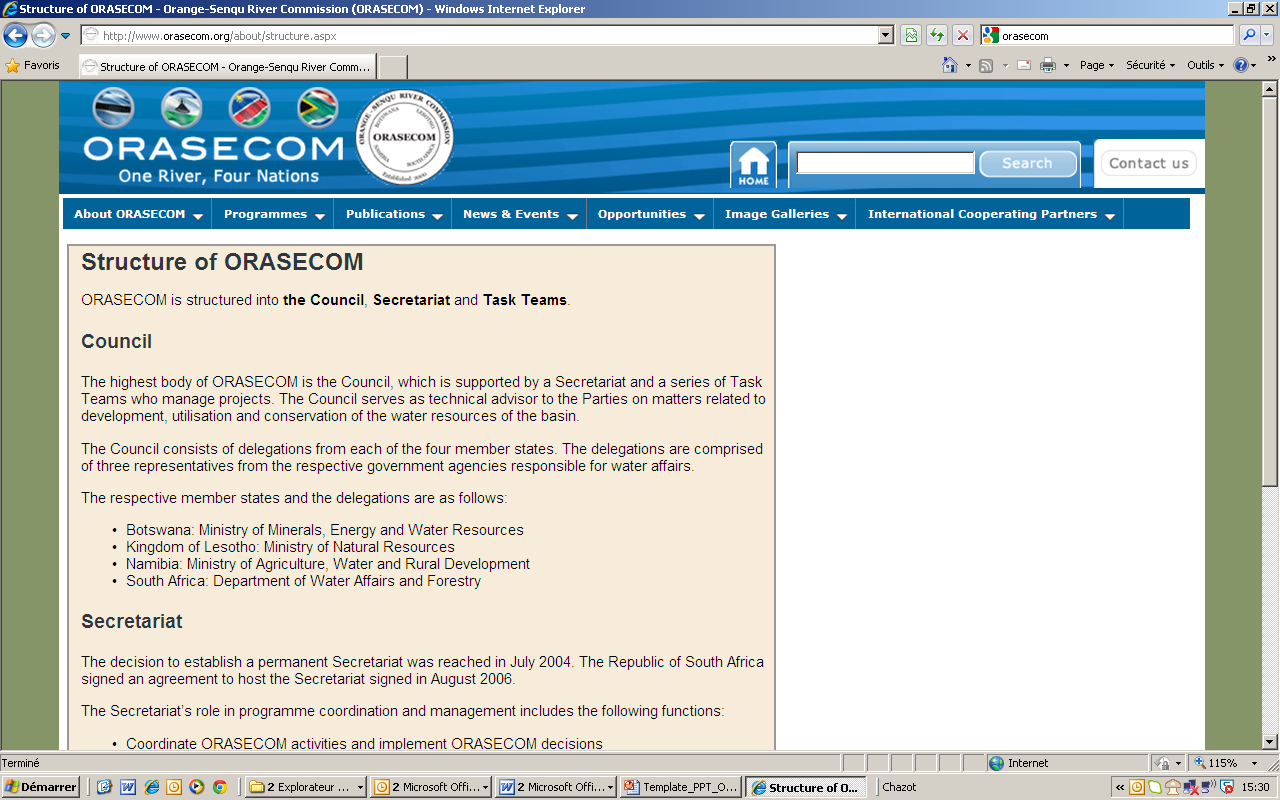 Structure of ORASECOM - Orange-Senqu River Commission (ORASECOM) - Windows Internet Explorer
http://www.orasecom.org/about/structure.aspx
orasecom
Favoris
Structure of ORASECOM - Orange-Senqu River Comm...
Page
Sécurité
Outils
ORASECOM
One River, Four Nations
ORANGE-SENQU RIVER COMMISSION
BOTSWANA LESOTHO
ORASECOM
NAMIBIA SOUTH AFRICA
Established 2000
HOME
Search
Contact us
About ORASECOM
Programmes
Publications
News & Events
Opportunities
Image Galleries
International Cooperating Partners
Structure of ORASECOM
ORASECOM is structured into the Council, Secretariat and Task Teams.
Council
The highest body of ORASECOM is the Council, which is supported by a Secretariat and a series of Task
Teams who manage projects. The Council serves as technical advisor to the Parties on matters related to
development, utilisation and conservation of the water resources of the basin.
The Council consists of delegations from each of the four member states. The delegations are comprised
of three representatives from the respective government agencies responsible for water affairs.
The respective member states and the delegations are as follows:
• Botswana: Ministry of Minerals, Energy and Water Resources
• Kingdom of Lesotho: Ministry of Natural Resources
• Namibia: Ministry of Agriculture, Water and Rural Development
• South Africa: Department of Water Affairs and Forestry
Secretariat
The decision to establish a permanent Secretariat was reached in July 2004. The Republic of South Africa
signed an agreement to host the Secretariat signed in August 2006.
The Secretariat's role in programme coordination and management includes the following functions:
• Coordinate ORASECOM activities and implement ORASECOM decisions
Terminé
Internet
115%
Démarrer
2 Explorateur ...
2 Microsoft Offi...
2 Microsoft Offi...
Template_PPT_O...
Structure of O...
Chazot
15:30